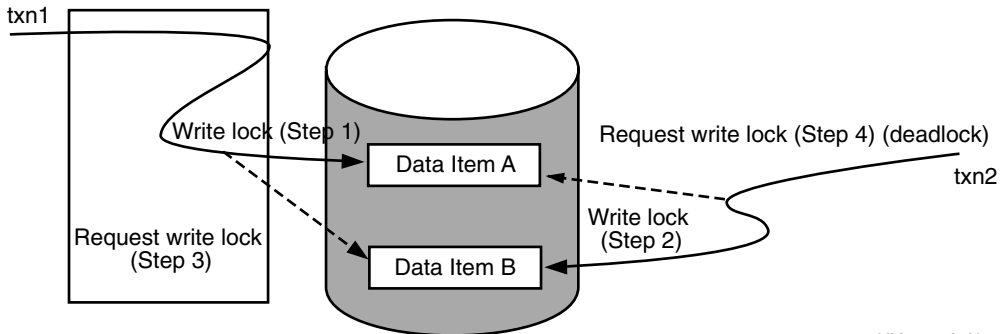 txn1
Write lock (Step 1)
Data Item A
Request write lock (Step 4) (deadlock)
txn2
Write lock
(Step 2)
Request write lock
(Step 3)
Data Item B